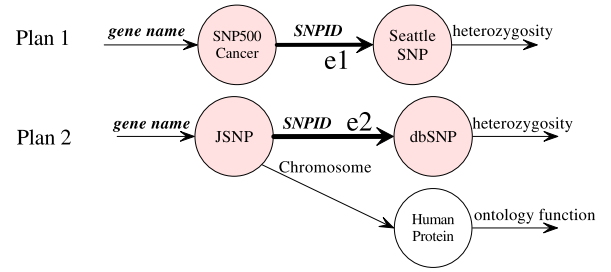 Plan 1
gene name
SNP500
Cancer
SNPID
e1
Seattle
SNP
heterozygosity
Plan 2
gene name
JSNP
SNPID
e2
dbSNP
heterozygosity
Chromosome
Human
Protein
ontology function